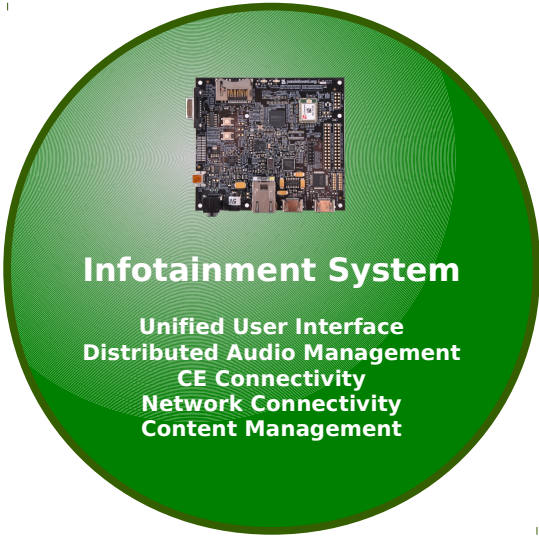 Infotainment System
Unified User Interface
Distributed Audio Management
CE Connectivity
Network Connectivity
Content Management